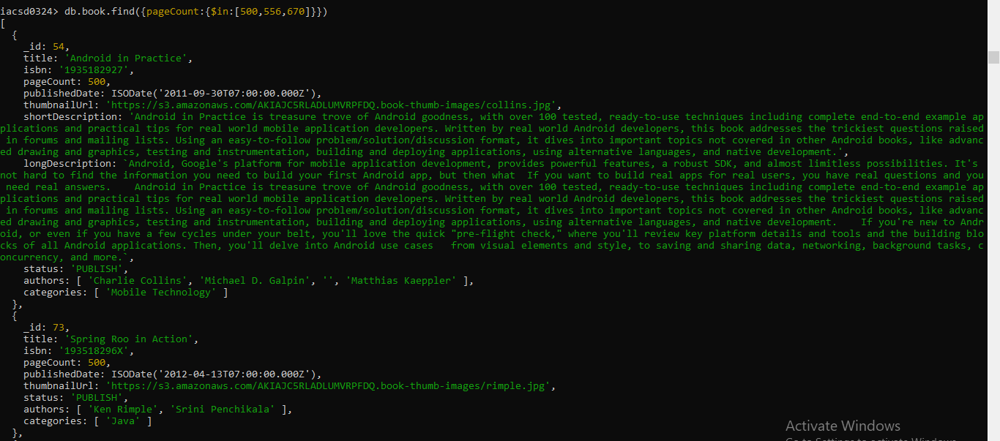 iacsd0324> db.book.find({pageCount:{$in:[500,556,670]}})
[
  {
    _id: 54,
    title: 'Android in Practice',
    isbn: '1935182927',
    pageCount: 500,
    publishedDate: ISODate('2011-09-30T07:00:00.000Z'),
    thumbnailUrl: 'https://s3.amazonaws.com/AKIAJC5RLADLUMVRPFDQ.book-thumb-images/collins.jpg',
    shortDescription: 'Android in Practice is treasure trove of Android goodness, with over 100 tested, ready-to-use techniques including complete end-to-end example ap
plications and practical tips for real world mobile application developers. Written by real world Android developers, this book addresses the trickiest questions raised
 in forums and mailing lists. Using an easy-to-follow problem/solution/discussion format, it dives into important topics not covered in other Android books, like advanc
ed drawing and graphics, testing and instrumentation, building and deploying applications, using alternative languages, and native development.',
    longDescription: `Android, Google's platform for mobile application development, provides powerful features, a robust SDK, and almost limitless possibilities. It's
not hard to find the information you need to build your first Android app, but then what  If you want to build real apps for real users, you have real questions and you
 need real answers.    Android in Practice is treasure trove of Android goodness, with over 100 tested, ready-to-use techniques including complete end-to-end example ap
plications and practical tips for real world mobile application developers. Written by real world Android developers, this book addresses the trickiest questions raised
 in forums and mailing lists. Using an easy-to-follow problem/solution/discussion format, it dives into important topics not covered in other Android books, like advanc
ed drawing and graphics, testing and instrumentation, building and deploying applications, using alternative languages, and native development.    If you're new to Andr
oid, or even if you have a few cycles under your belt, you'll love the quick "pre-flight check," where you'll review key platform details and tools and the building blo
cks of all Android applications. Then, you'll delve into Android use cases   from visual elements and style, to saving and sharing data, networking, background tasks, c
oncurrency, and more.`,
    status: 'PUBLISH',
    authors: [ 'Charlie Collins', 'Michael D. Galpin', '', 'Matthias Kaeppler' ],
    categories: [ 'Mobile Technology' ]
  },
  {
    _id: 73,
    title: 'Spring Roo in Action',
    isbn: '193518296X',
    pageCount: 500,
    publishedDate: ISODate('2012-04-13T07:00:00.000Z'),
    thumbnailUrl: 'https://s3.amazonaws.com/AKIAJC5RLADLUMVRPFDQ.book-thumb-images/rimple.jpg',
    status: 'PUBLISH',
    authors: [ 'Ken Rimple', 'Srini Penchikala' ],
    categories: [ 'Java' ]
  },
Activate Windows